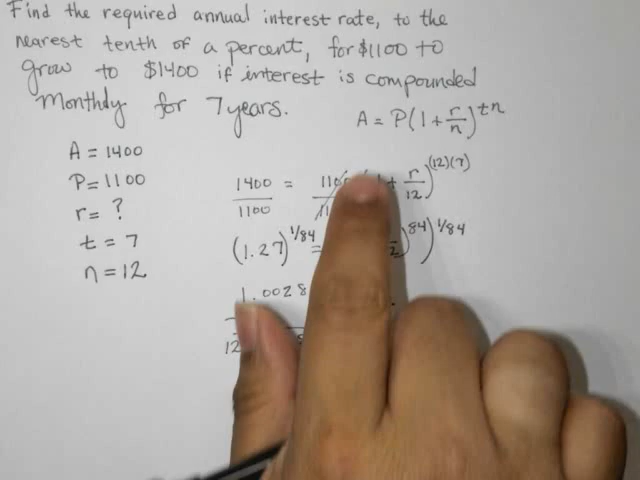 Find the required annual interest rate, to the
nearest tenth of a percent, for $1100 to
grow to $1400 if interest is compounded
Monthly for 7 years.
A = P(1 + r/n)^tn
A = 1400
P = 1100
r = ?
t = 7
n = 12
1400/1100 = r/12)^(12)(7)
(1.27)^1/84 = )^84)^1/84
1.0028
12